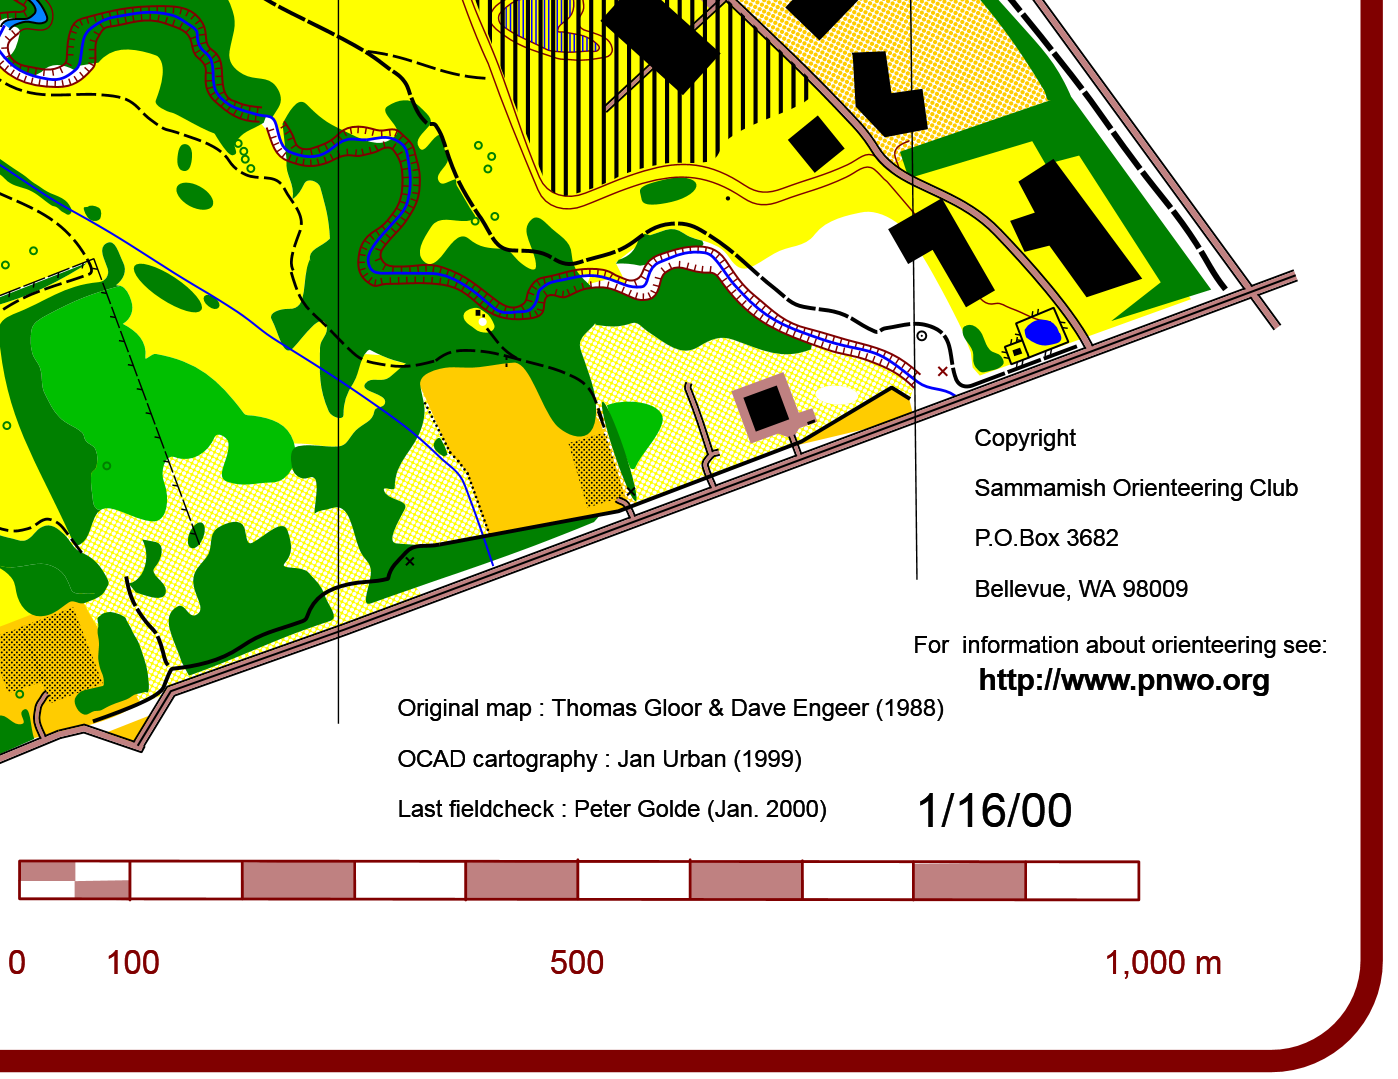 Copyright
Sammamish Orienteering Club
P.O.Box 3682
Bellevue, WA 98009
For information about orienteering see:
http://www.pnwo.org
Original map : Thomas Gloor & Dave Engeer (1988)
OCAD cartography : Jan Urban (1999)
Last fieldcheck : Peter Golde (Jan. 2000)
1/16/00
0 100 500 1,000 m